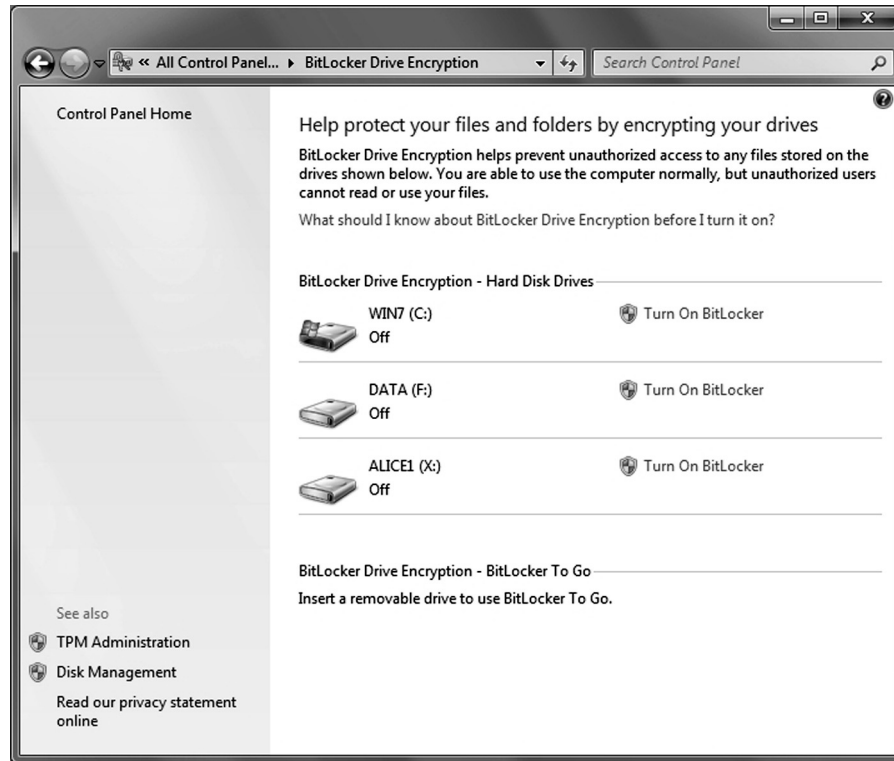 « All Control Panel... ▸ BitLocker Drive Encryption
Search Control Panel
Control Panel Home
Help protect your files and folders by encrypting your drives
BitLocker Drive Encryption helps prevent unauthorized access to any files stored on the
drives shown below. You are able to use the computer normally, but unauthorized users
cannot read or use your files.
What should I know about BitLocker Drive Encryption before I turn it on?
BitLocker Drive Encryption - Hard Disk Drives
WIN7 (C:)
Off
Turn On BitLocker
DATA (F:)
Off
Turn On BitLocker
ALICE1 (X:)
Off
Turn On BitLocker
BitLocker Drive Encryption - BitLocker To Go
Insert a removable drive to use BitLocker To Go.
See also
TPM Administration
Disk Management
Read our privacy statement
online